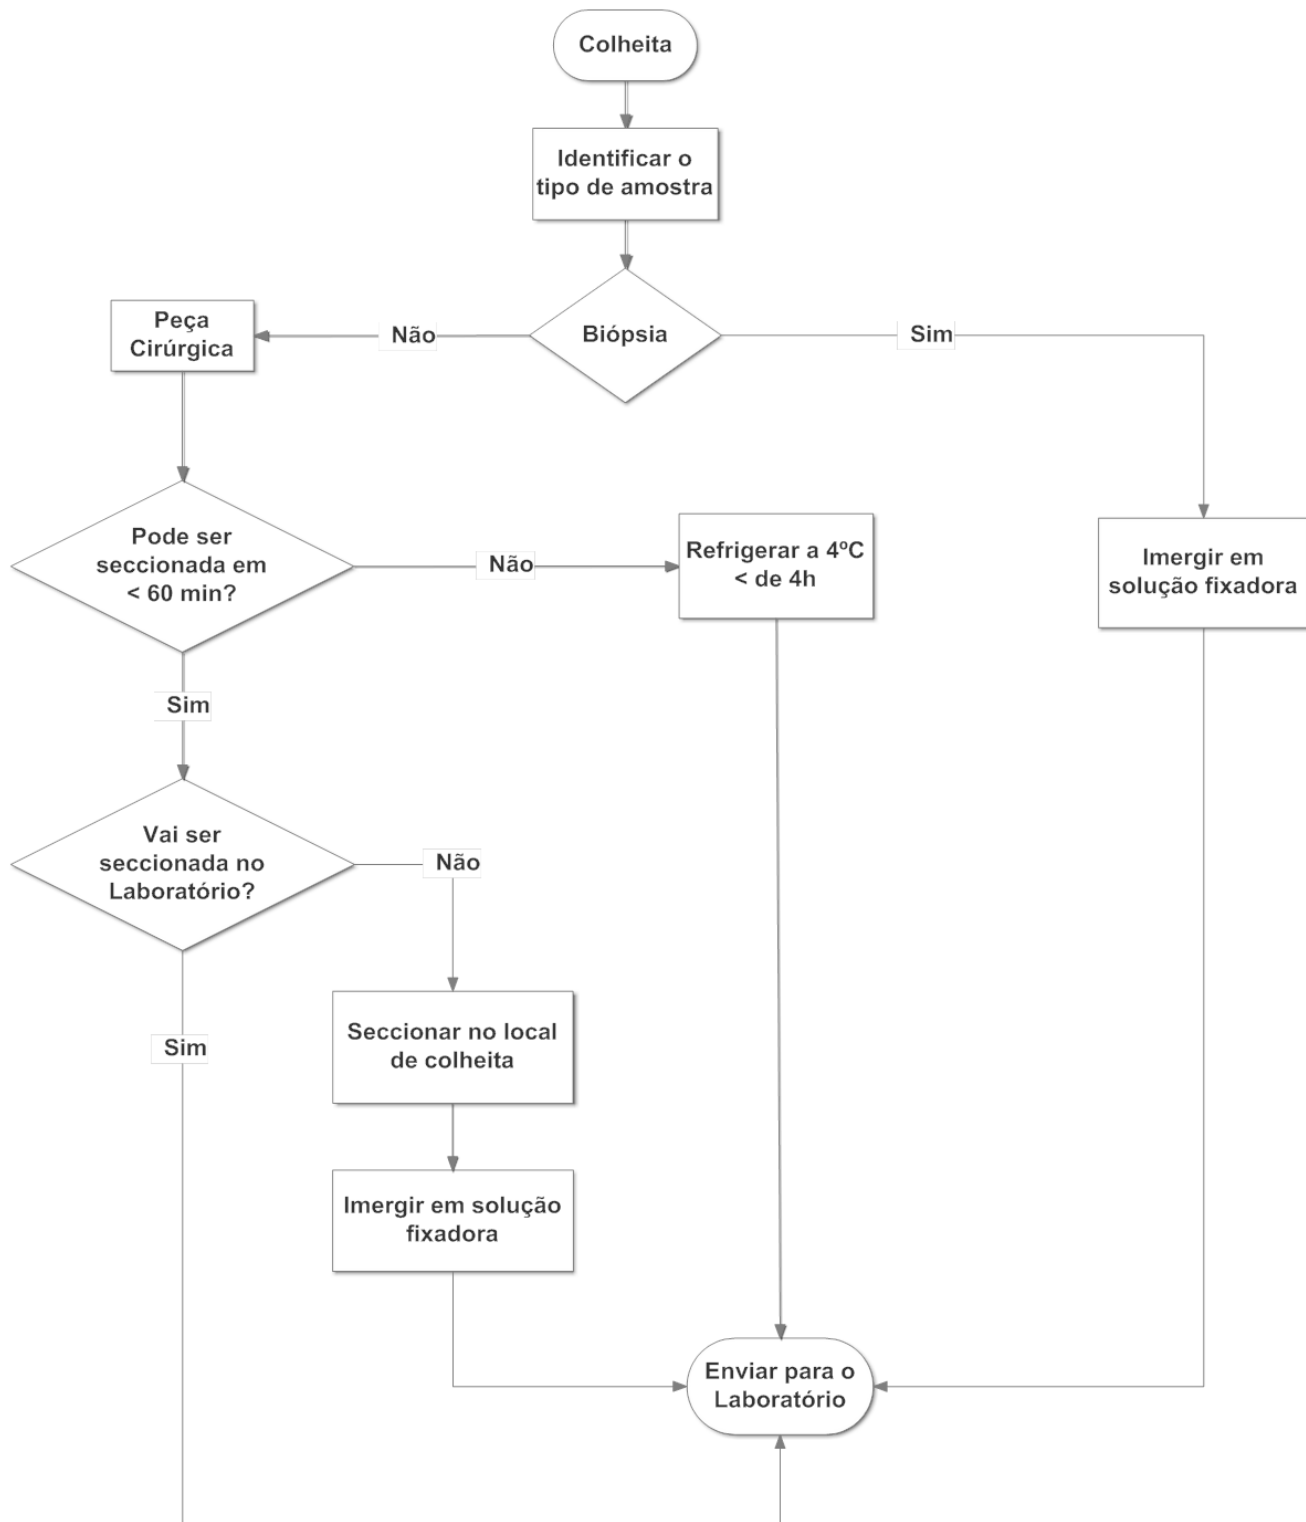 Colheita
Identificar o
tipo de amostra
Biópsia
Não
Sim
Peça
Cirúrgica
Pode ser
seccionada em
< 60 min?
Não
Refrigerar a 4ºC
< de 4h
Imergir em
solução fixadora
Sim
Vai ser
seccionada no
Laboratório?
Não
Sim
Seccionar no local
de colheita
Imergir em solução
fixadora
Enviar para o
Laboratório